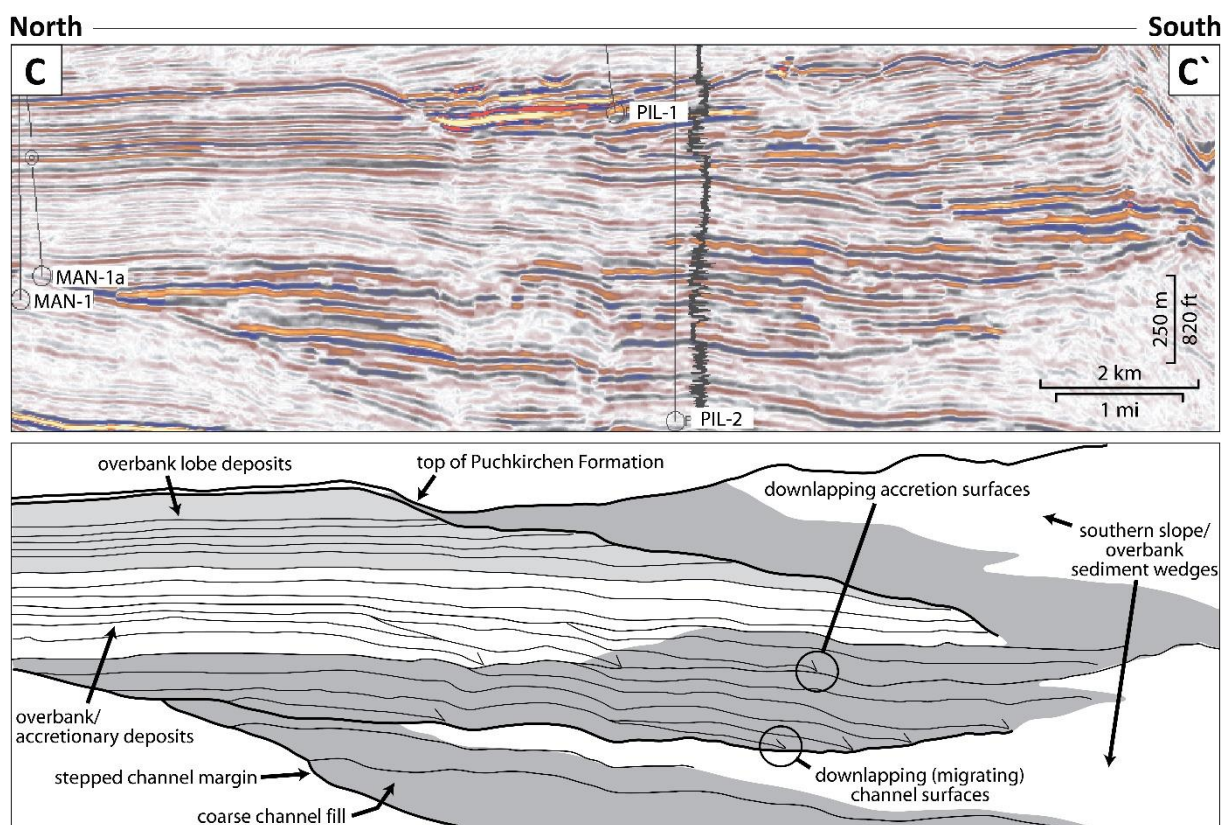 North
South
C
C`
PIL-1
MAN-1a
MAN-1
250 m
820 ft
2 km
1 mi
PIL-2
overbank lobe deposits
top of Puchkirchen Formation
downlapping accretion surfaces
southern slope/
overbank
sediment wedges
overbank/
accretionary deposits
stepped channel margin
coarse channel fill
downlapping (migrating)
channel surfaces